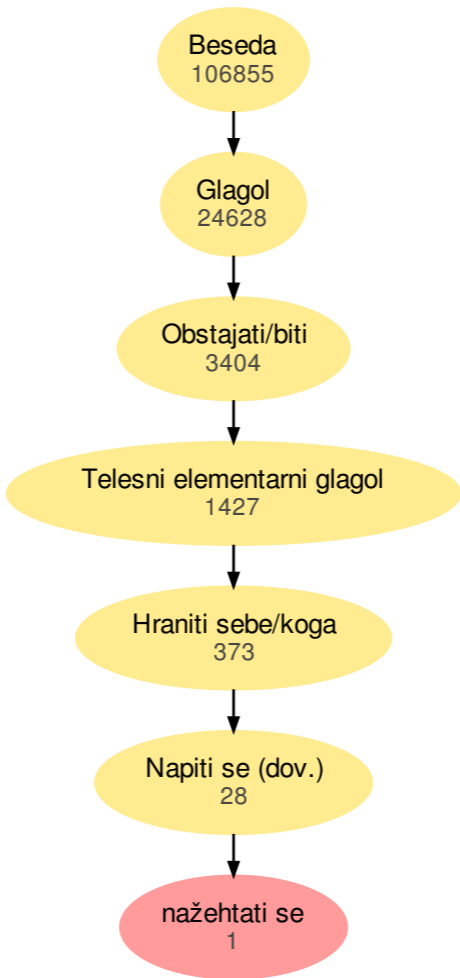 Beseda
106855
Glagol
24628
Obstajati/biti
3404
Telesni elementarni glagol
1427
Hraniti sebe/koga
373
Napiti se (dov.)
28
nažehtati se
1